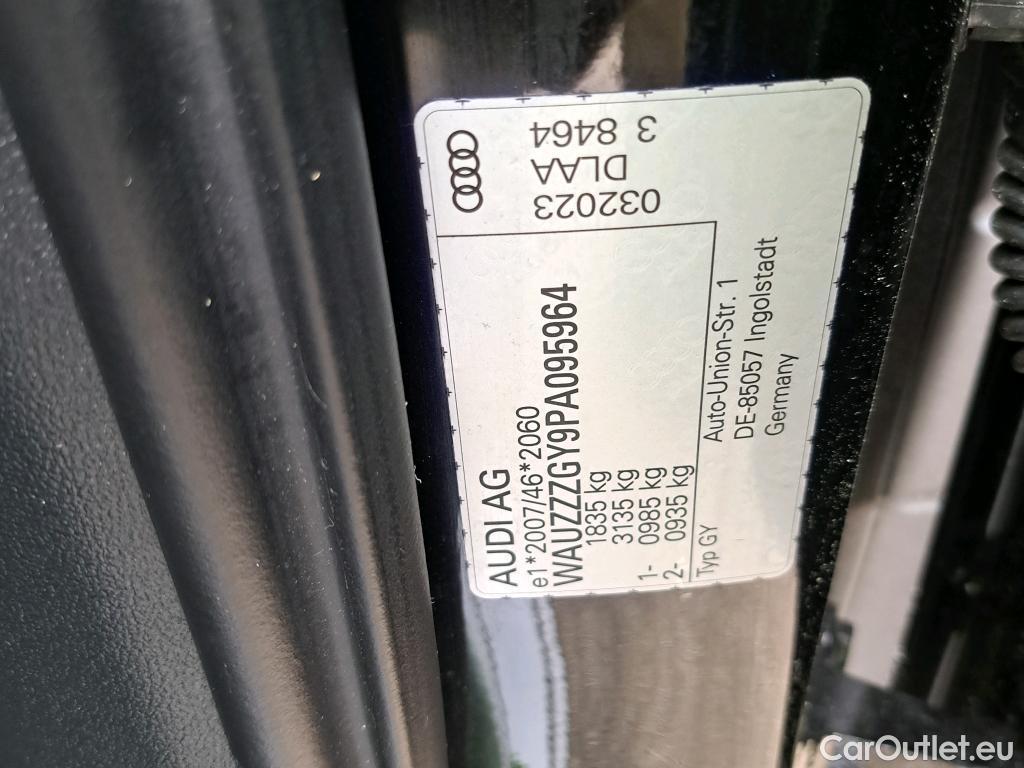 AUDI AG
e1*2007/46*2060
WAUZZZGY9PA095964
1835 kg
3135 kg
1- 0985 kg
2- 0935 kg
Typ GY
Auto-Union-Str. 1
DE-85057 Ingolstadt
Germany
032023
DLAA
3 8464
CarOutlet.eu